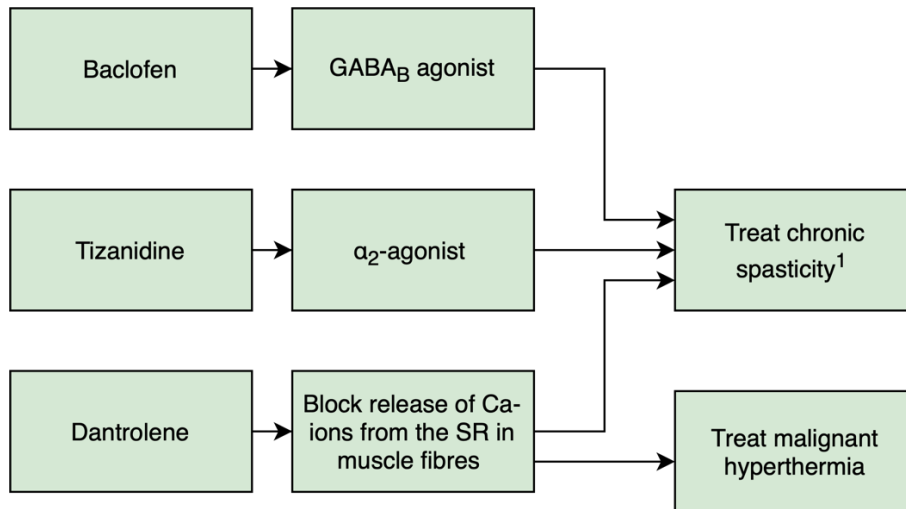 Baclofen
GABA_B agonist
Tizanidine
α₂-agonist
Treat chronic
spasticity¹
Dantrolene
Block release of Ca-
ions from the SR in
muscle fibres
Treat malignant
hyperthermia